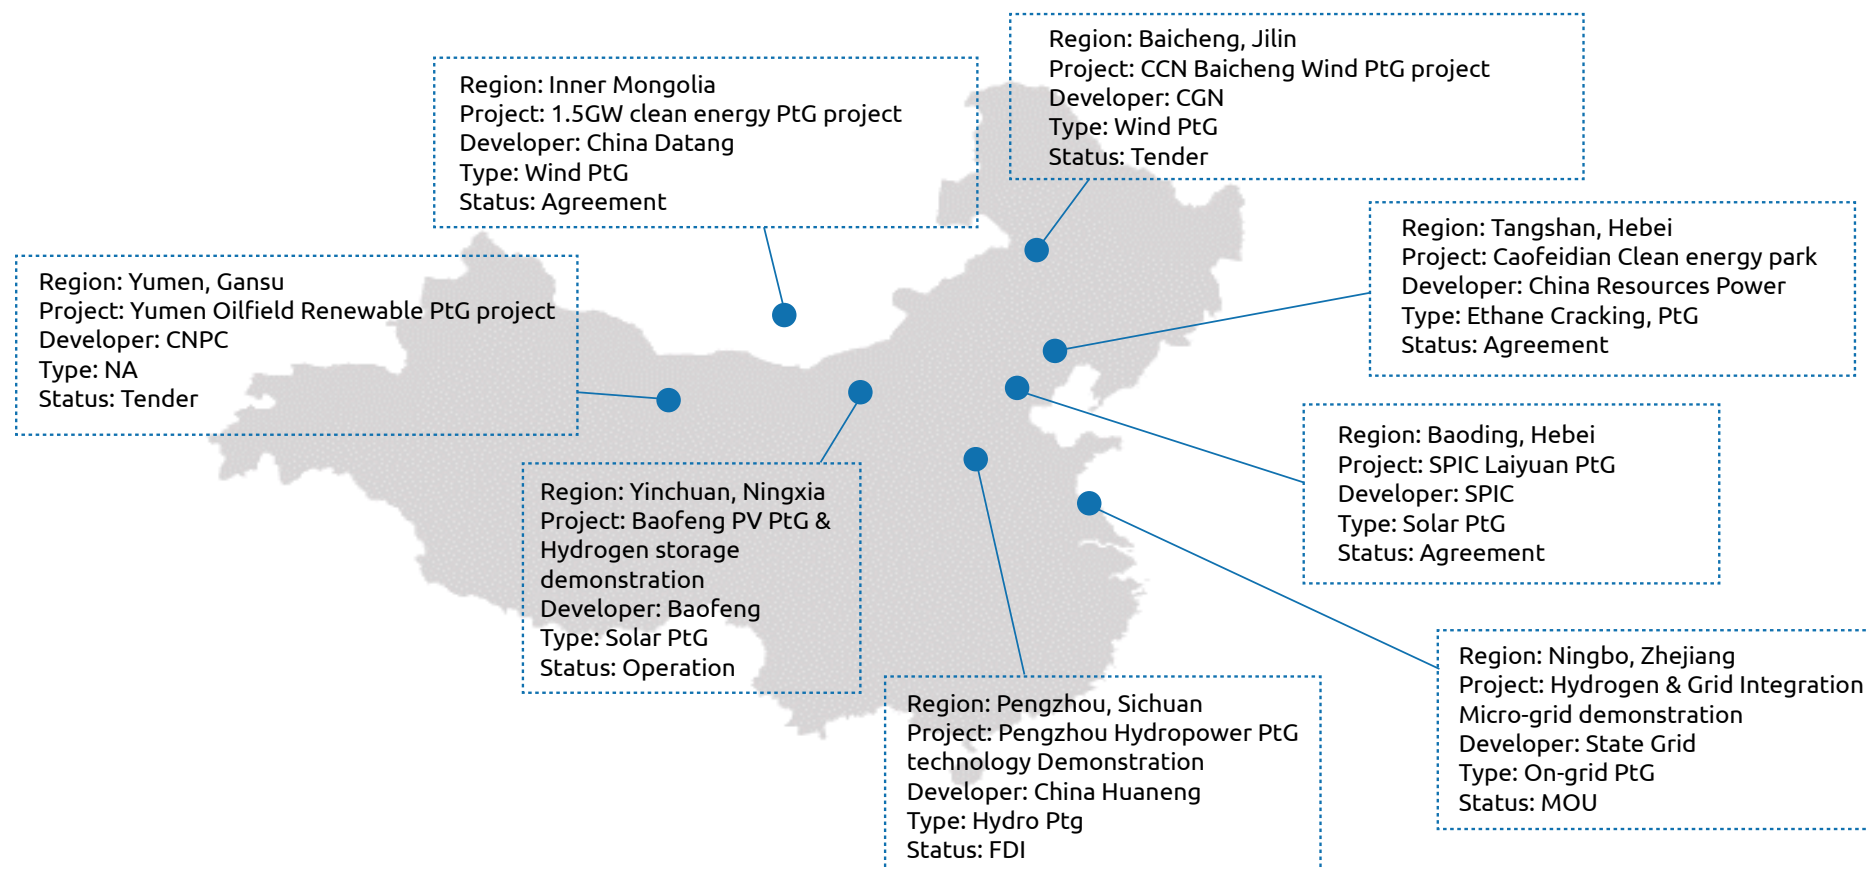 Region: Inner Mongolia
Project: 1.5GW clean energy PtG project
Developer: China Datang
Type: Wind PtG
Status: Agreement
Region: Baicheng, Jilin
Project: CCN Baicheng Wind PtG project
Developer: CGN
Type: Wind PtG
Status: Tender
Region: Yumen, Gansu
Project: Yumen Oilfield Renewable PtG project
Developer: CNPC
Type: NA
Status: Tender
Region: Tangshan, Hebei
Project: Caofeidian Clean energy park
Developer: China Resources Power
Type: Ethane Cracking, PtG
Status: Agreement
Region: Baoding, Hebei
Project: SPIC Laiyuan PtG
Developer: SPIC
Type: Solar PtG
Status: Agreement
Region: Yinchuan, Ningxia
Project: Baofeng PV PtG &
Hydrogen storage
demonstration
Developer: Baofeng
Type: Solar PtG
Status: Operation
Region: Pengzhou, Sichuan
Project: Pengzhou Hydropower PtG
technology Demonstration
Developer: China Huaneng
Type: Hydro Ptg
Status: FDI
Region: Ningbo, Zhejiang
Project: Hydrogen & Grid Integration
Micro-grid demonstration
Developer: State Grid
Type: On-grid PtG
Status: MOU